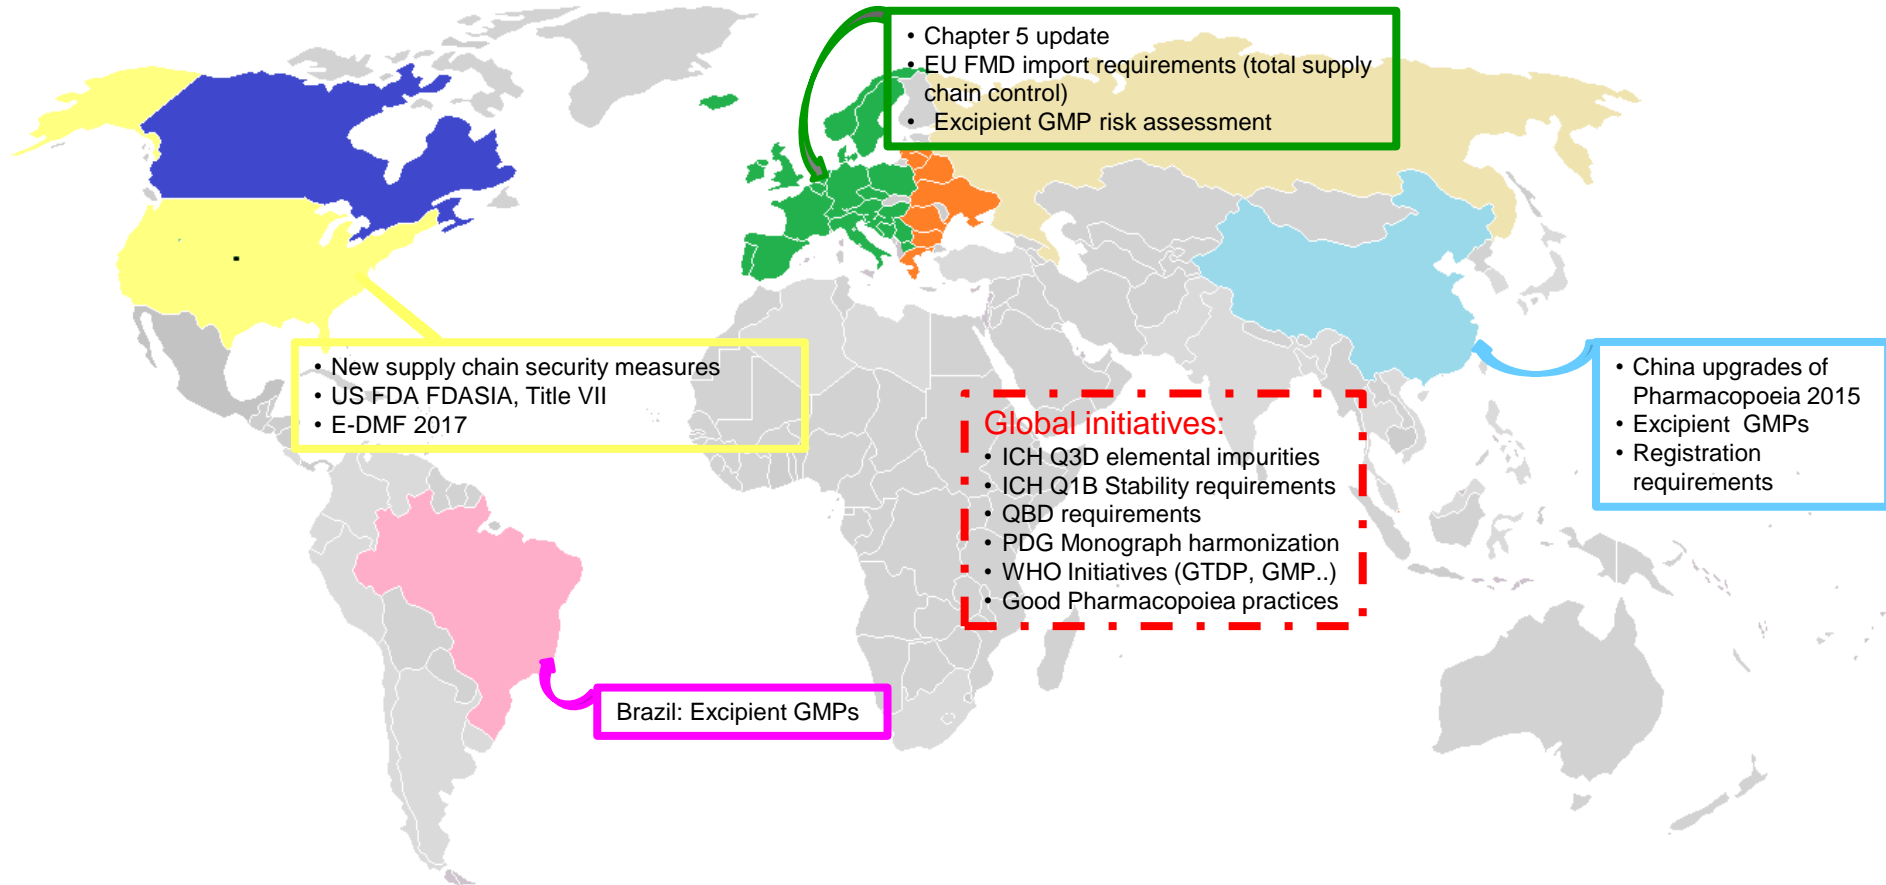 • Chapter 5 update
• EU FMD import requirements (total supply
chain control)
• Excipient GMP risk assessment
• New supply chain security measures
• US FDA FDASIA, Title VII
• E-DMF 2017
• China upgrades of
Pharmacopoeia 2015
• Excipient GMPs
• Registration
requirements
Global initiatives:
• ICH Q3D elemental impurities
• ICH Q1B Stability requirements
• QBD requirements
• PDG Monograph harmonization
• WHO Initiatives (GTDP, GMP..)
• Good Pharmacopoiea practices
Brazil: Excipient GMPs